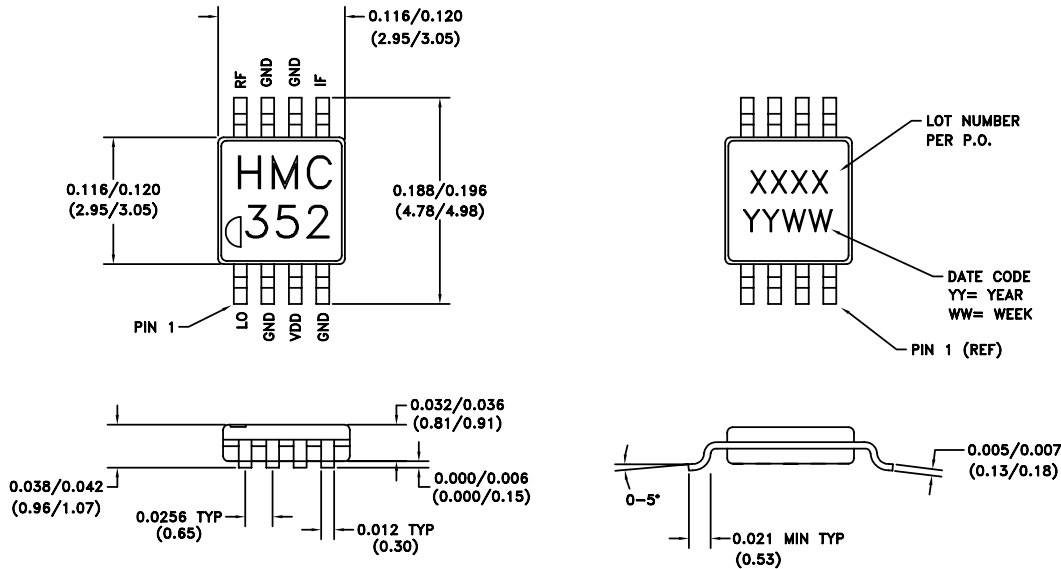 0.116/0.120
(2.95/3.05)
RF
GND
GND
IF
HMC
352
0.116/0.120
(2.95/3.05)
0.188/0.196
(4.78/4.98)
PIN 1
LO
GND
VDD
GND
LOT NUMBER
PER P.O.
XXXX
YYWW
DATE CODE
YY= YEAR
WW= WEEK
PIN 1 (REF)
0.032/0.036
(0.81/0.91)
0.038/0.042
(0.96/1.07)
0.000/0.006
(0.000/0.15)
0.0256 TYP
(0.65)
0.012 TYP
(0.30)
0.005/0.007
(0.13/0.18)
0-5°
0.021 MIN TYP
(0.53)